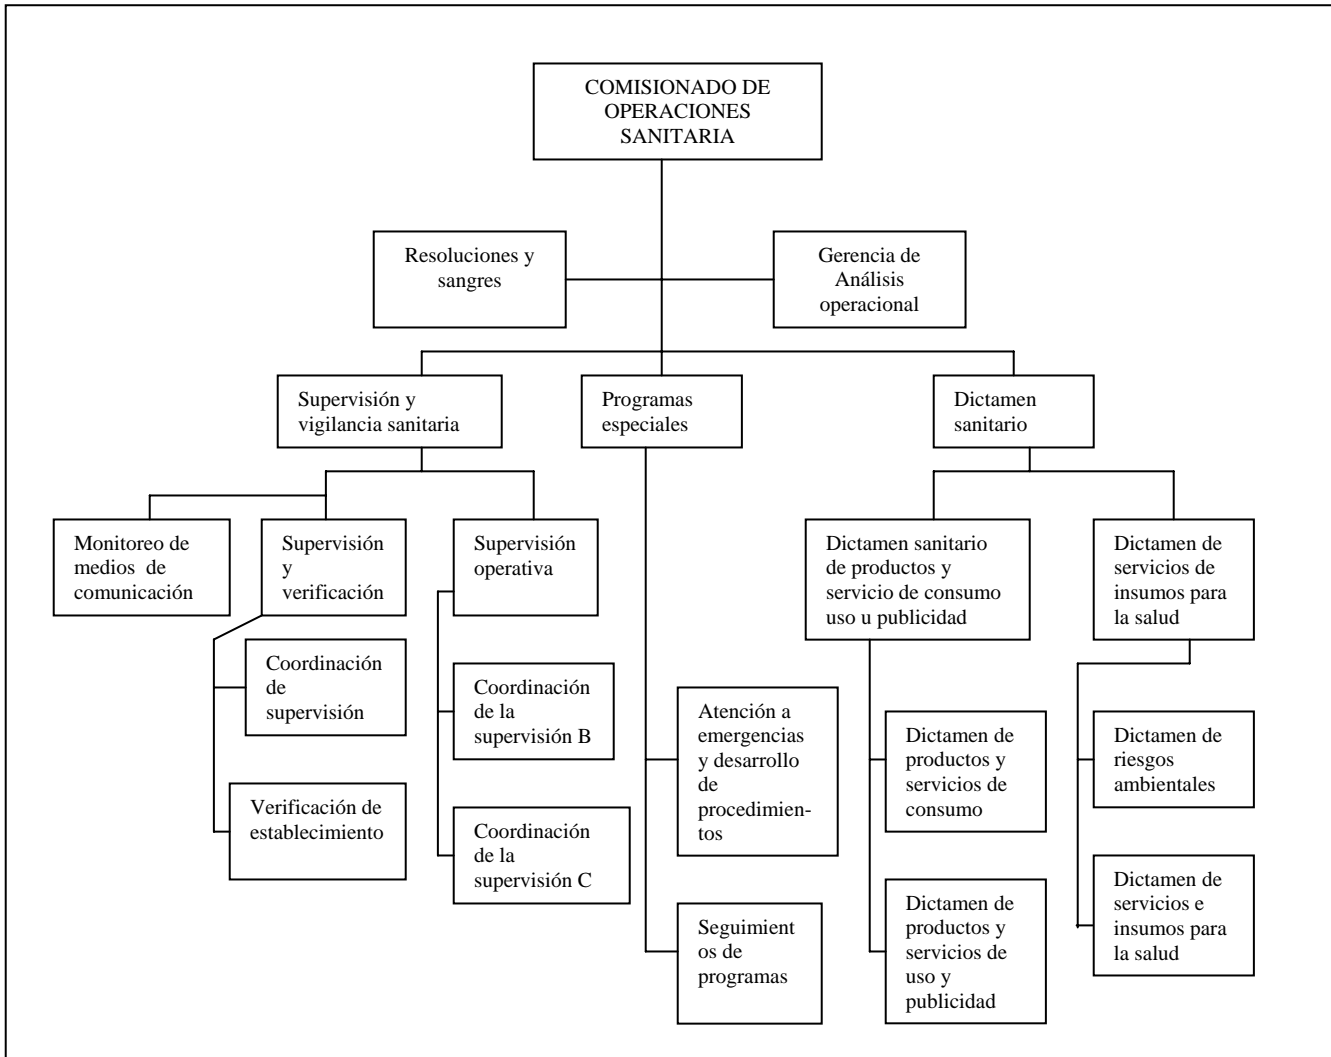 COMISIONADO DE
OPERACIONES
SANITARIA
Resoluciones y
sangres
Gerencia de
Análisis
operacional
Supervisión y
vigilancia sanitaria
Programas
especiales
Dictamen
sanitario
Monitoreo de
medios de
comunicación
Supervisión
y
verificación
Supervisión
operativa
Dictamen sanitario
de productos y
servicio de consumo
uso u publicidad
Dictamen de
servicios de
insumos para
la salud
Coordinación
de
supervisión
Coordinación
de la
supervisión B
Atención a
emergencias
y desarrollo
de
procedimien-
tos
Dictamen de
productos y
servicios de
consumo
Dictamen de
riesgos
ambientales
Verificación de
establecimiento
Coordinación
de la
supervisión C
Seguimient
os de
programas
Dictamen de
productos y
servicios de
uso y
publicidad
Dictamen de
servicios e
insumos para
la salud